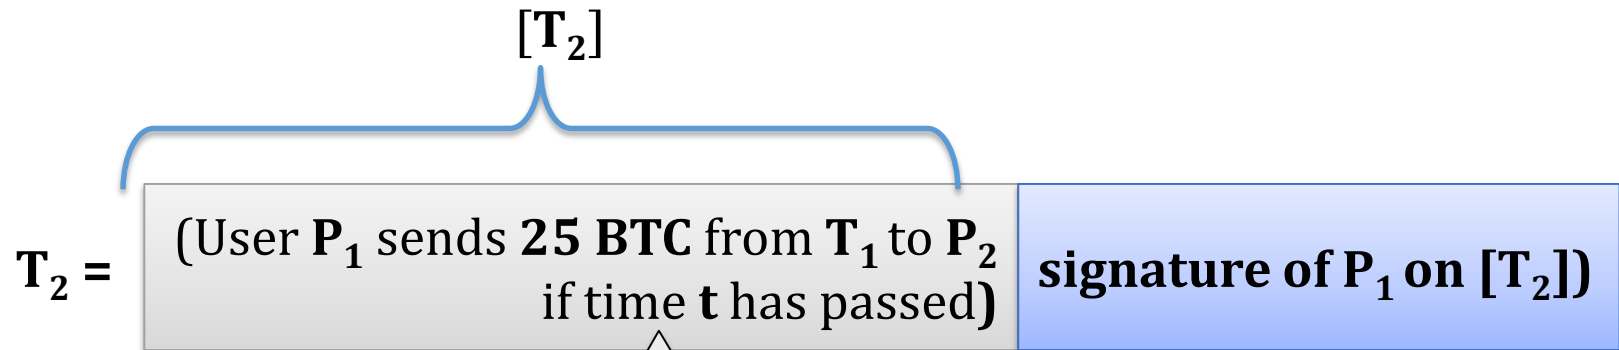 [T₂]
(User P₁ sends 25 BTC from T₁ to P₂
if time t has passed)
T₂ =
signature of P₁ on [T₂])